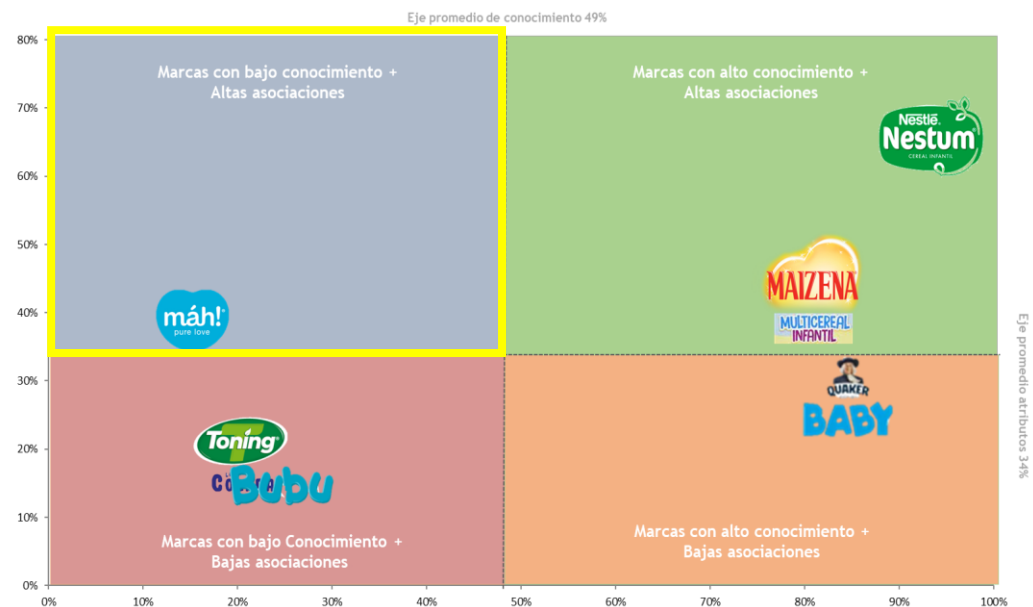 Eje promedio de conocimiento 49%
80%
Marcas con bajo conocimiento +
Altas asociaciones
Marcas con alto conocimiento +
Altas asociaciones
70%
Nestlé
Nestum
CEREAL INFANTIL
60%
50%
MAIZENA
MULTICEREAL
INFANTIL
40%
máh!
pure love
Eje promedio atributos 34%
30%
QUAKER
BABY
20%
Toning
Bubu
10%
Marcas con bajo Conocimiento +
Bajas asociaciones
Marcas con alto conocimiento +
Bajas asociaciones
0%
0%
10%
20%
30%
40%
50%
60%
70%
80%
90%
100%